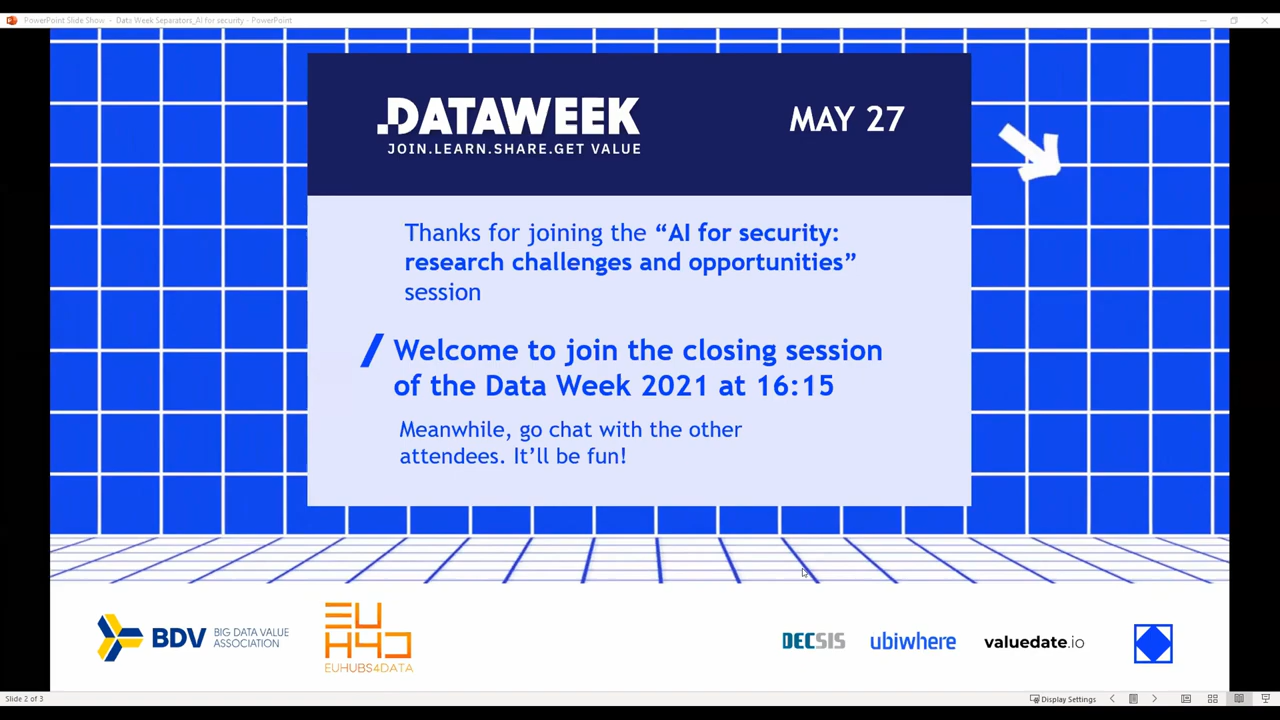 PowerPoint Slide Show - Data Week Separators_AI for security - PowerPoint
.DATAWEEK
JOIN.LEARN.SHARE.GET VALUE
MAY 27
Thanks for joining the “AI for security:
research challenges and opportunities”
session
/ Welcome to join the closing session
of the Data Week 2021 at 16:15
Meanwhile, go chat with the other
attendees. It’ll be fun!
BDV
BIG DATA VALUE
ASSOCIATION
EU
H4D
EUHUBS4DATA
DECSIS
ubiwhere
valuedate.io
Slide 2 of 3
Display Settings